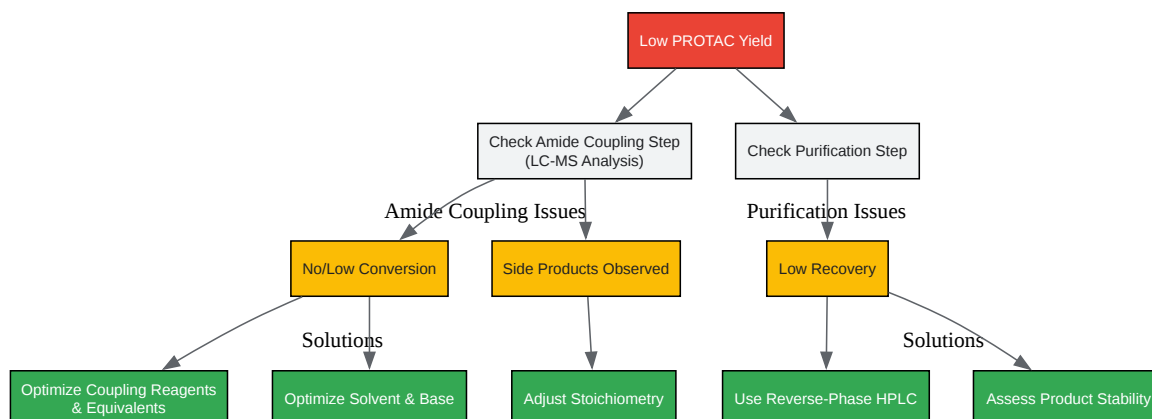 Low PROTAC Yield
Check Amide Coupling Step
(LC-MS Analysis)
Check Purification Step
Amide Coupling Issues
Purification Issues
No/Low Conversion
Side Products Observed
Low Recovery
Solutions
Solutions
Optimize Coupling Reagents
& Equivalents
Optimize Solvent & Base
Adjust Stoichiometry
Use Reverse-Phase HPLC
Assess Product Stability